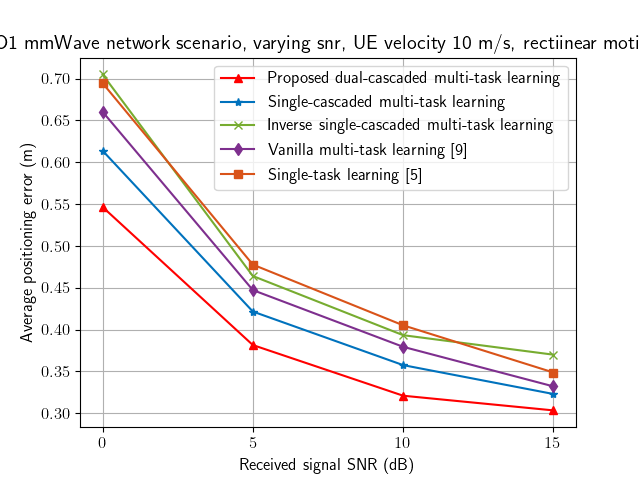 O1 mmWave network scenario, varying snr, UE velocity 10 m/s, rectiinear moti
Proposed dual-cascaded multi-task learning
Single-cascaded multi-task learning
Inverse single-cascaded multi-task learning
Vanilla multi-task learning [9]
Single-task learning [5]
Average positioning error (m)
0.70
0.65
0.60
0.55
0.50
0.45
0.40
0.35
0.30
0 5 10 15
Received signal SNR (dB)